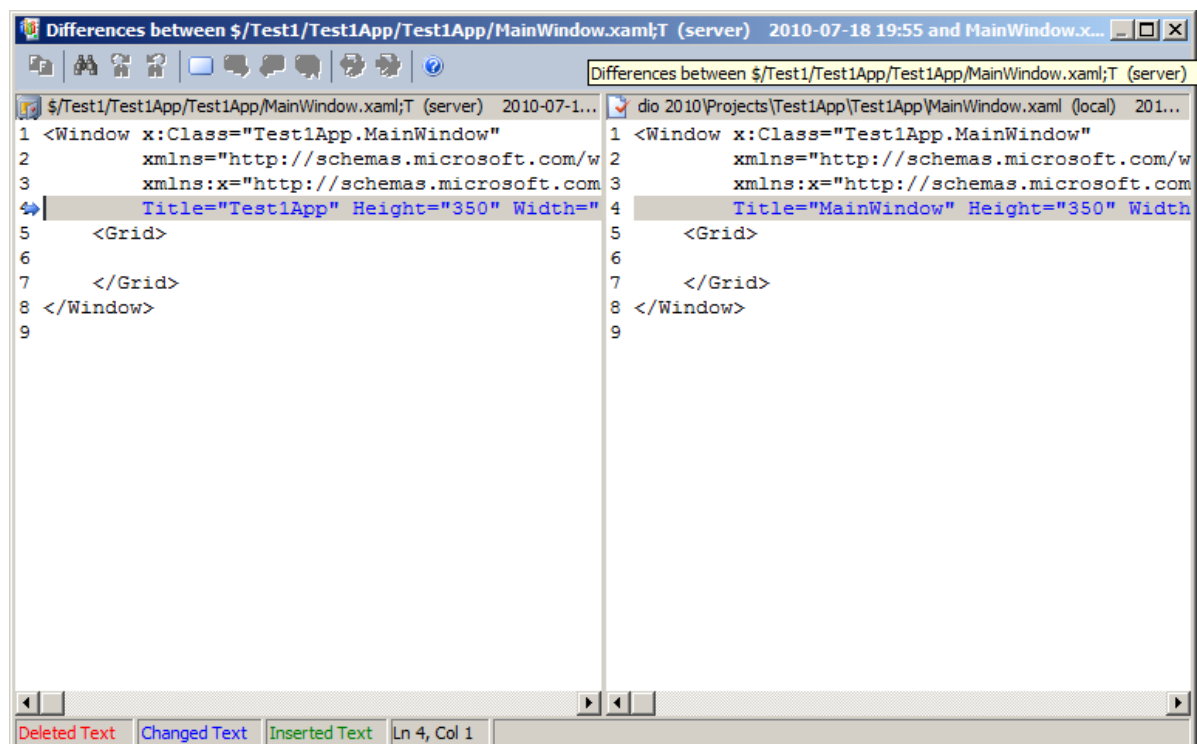 Differences between $/Test1/Test1App/Test1App/MainWindow.xaml;T (server) 2010-07-18 19:55 and MainWindow.x...
Differences between $/Test1/Test1App/Test1App/MainWindow.xaml;T (server)
$/Test1/Test1App/Test1App/MainWindow.xaml;T (server) 2010-07-1...
1 <Window x:Class="Test1App.MainWindow"
2 xmlns="http://schemas.microsoft.com/w
3 xmlns:x="http://schemas.microsoft.com
4 Title="Test1App" Height="350" Width="
5 <Grid>
6
7 </Grid>
8 </Window>
9
dio 2010\Projects\Test1App\Test1App\MainWindow.xaml (local) 201...
1 <Window x:Class="Test1App.MainWindow"
2 xmlns="http://schemas.microsoft.com/w
3 xmlns:x="http://schemas.microsoft.com
4 Title="MainWindow" Height="350" Width
5 <Grid>
6
7 </Grid>
8 </Window>
9
Deleted Text Changed Text Inserted Text Ln 4, Col 1